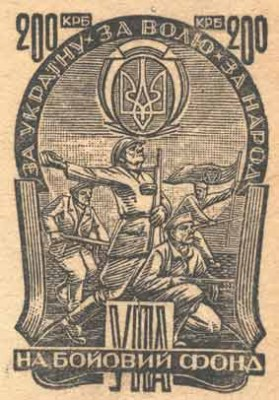 200 КРБ КРБ 200
ЗА УКРАЇНУ·ЗА ВОЛЮ·ЗА НАРОД
УПА
НА БОЙОВИЙ ФОНД